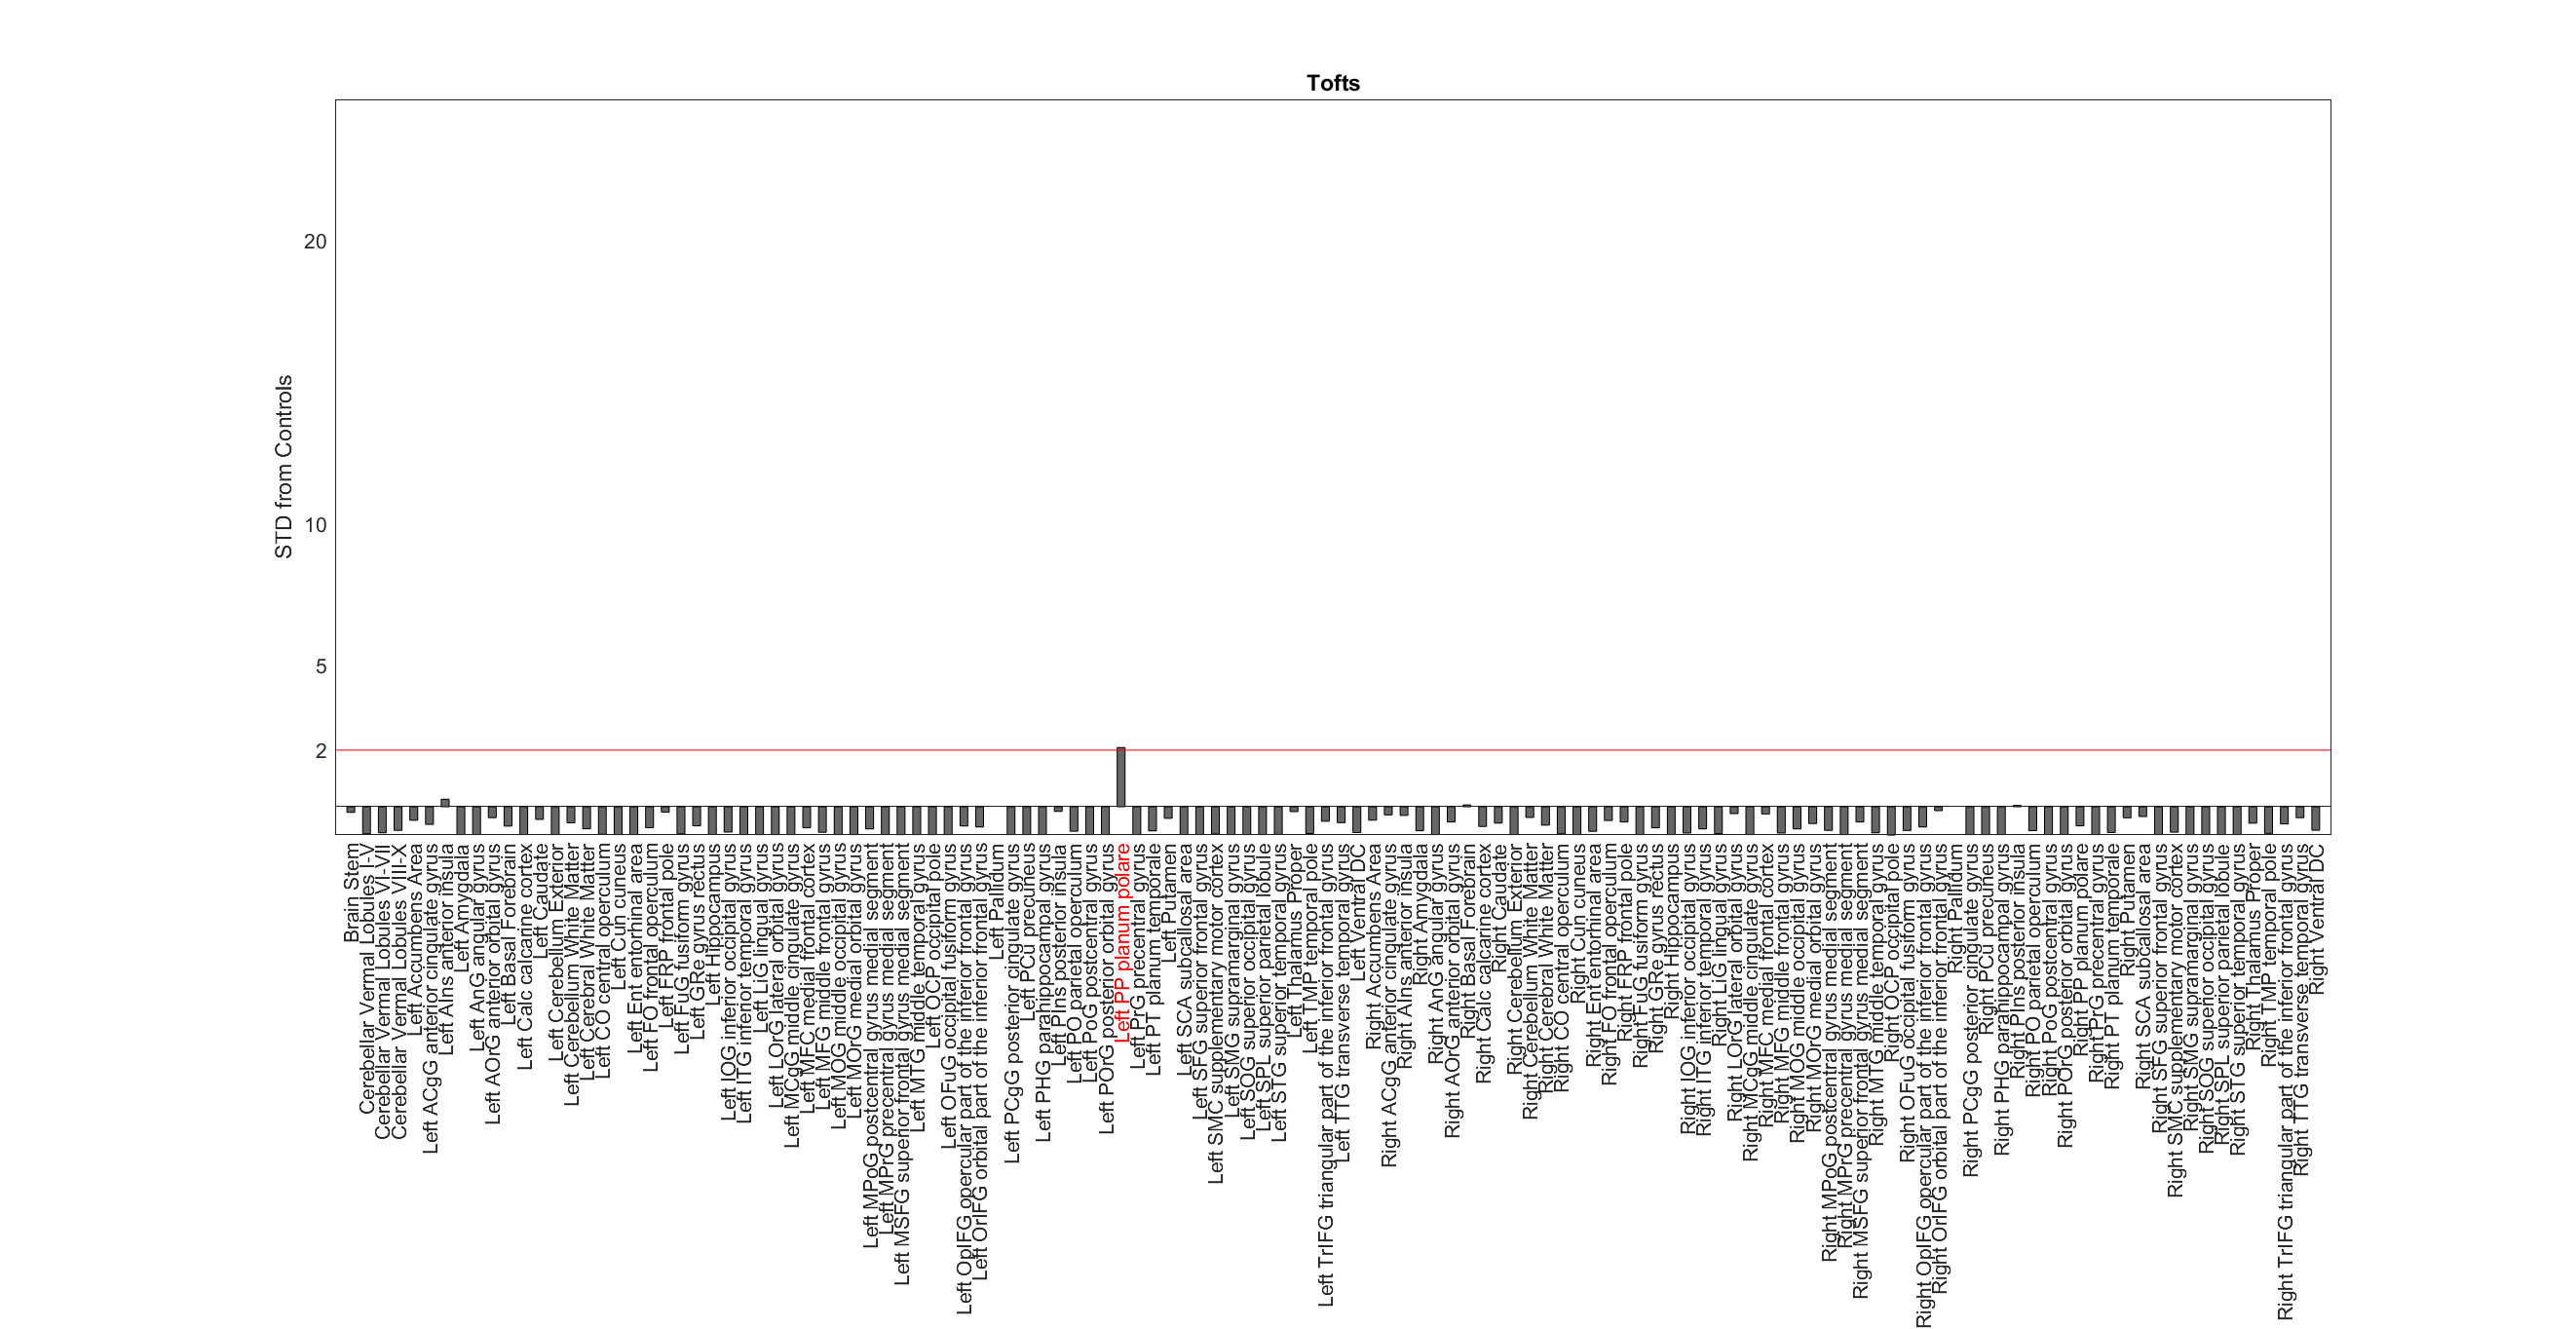 Tofts
STD from Controls
20
10
5
2
Brain Stem
Cerebellar Vermal Lobules I-V
Cerebellar Vermal Lobules VI-VII
Cerebellar Vermal Lobules VIII-X
Left Accumbens Area
Left ACgG anterior cingulate gyrus
Left AIns anterior insula
Left Amygdala
Left AnG angular gyrus
Left AOrG anterior orbital gyrus
Left Basal Forebrain
Left Calc calcarine cortex
Left Caudate
Left Cerebellum Exterior
Left Cerebellum White Matter
Left Cerebral White Matter
Left CO central operculum
Left Cun cuneus
Left Ent entorhinal area
Left FO frontal operculum
Left FRP frontal pole
Left FuG fusiform gyrus
Left GRe gyrus rectus
Left Hippocampus
Left IOG inferior occipital gyrus
Left ITG inferior temporal gyrus
Left LiG lingual gyrus
Left LOrG lateral orbital gyrus
Left MCgG middle cingulate gyrus
Left MFC medial frontal cortex
Left MFG middle frontal gyrus
Left MOG middle occipital gyrus
Left MOrG medial orbital gyrus
Left MPoG postcentral gyrus medial segment
Left MPrG precentral gyrus medial segment
Left MSFG superior frontal gyrus medial segment
Left MTG middle temporal gyrus
Left OCP occipital pole
Left OFuG occipital fusiform gyrus
Left OpIFG opercular part of the inferior frontal gyrus
Left OrIFG orbital part of the inferior frontal gyrus
Left Pallidum
Left PCgG posterior cingulate gyrus
Left PCu precuneus
Left PHG parahippocampal gyrus
Left PIns posterior insula
Left PO parietal operculum
Left PoG postcentral gyrus
Left POrG posterior orbital gyrus
Left PP planum polare
Left PrG precentral gyrus
Left PT planum temporale
Left Putamen
Left SCA subcallosal area
Left SFG superior frontal gyrus
Left SMC supplementary motor cortex
Left SMG supramarginal gyrus
Left SOG superior occipital gyrus
Left SPL superior parietal lobule
Left STG superior temporal gyrus
Left Thalamus Proper
Left TMP temporal pole
Left TrIFG triangular part of the inferior frontal gyrus
Left TTG transverse temporal gyrus
Left Ventral DC
Right Accumbens Area
Right ACgG anterior cingulate gyrus
Right AIns anterior insula
Right Amygdala
Right AnG angular gyrus
Right AOrG anterior orbital gyrus
Right Basal Forebrain
Right Calc calcarine cortex
Right Caudate
Right Cerebellum Exterior
Right Cerebellum White Matter
Right Cerebral White Matter
Right CO central operculum
Right Cun cuneus
Right Ent entorhinal area
Right FO frontal operculum
Right FRP frontal pole
Right FuG fusiform gyrus
Right GRe gyrus rectus
Right Hippocampus
Right IOG inferior occipital gyrus
Right ITG inferior temporal gyrus
Right LiG lingual gyrus
Right LOrG lateral orbital gyrus
Right MCgG middle cingulate gyrus
Right MFC medial frontal cortex
Right MFG middle frontal gyrus
Right MOG middle occipital gyrus
Right MOrG medial orbital gyrus
Right MPoG postcentral gyrus medial segment
Right MPrG precentral gyrus medial segment
Right MSFG superior frontal gyrus medial segment
Right MTG middle temporal gyrus
Right OCP occipital pole
Right OFuG occipital fusiform gyrus
Right OpIFG opercular part of the inferior frontal gyrus
Right OrIFG orbital part of the inferior frontal gyrus
Right Pallidum
Right PCgG posterior cingulate gyrus
Right PCu precuneus
Right PHG parahippocampal gyrus
Right PIns posterior insula
Right PO parietal operculum
Right PoG postcentral gyrus
Right POrG posterior orbital gyrus
Right PP planum polare
Right PrG precentral gyrus
Right PT planum temporale
Right Putamen
Right SCA subcallosal area
Right SFG superior frontal gyrus
Right SMC supplementary motor cortex
Right SMG supramarginal gyrus
Right SOG superior occipital gyrus
Right SPL superior parietal lobule
Right STG superior temporal gyrus
Right Thalamus Proper
Right TMP temporal pole
Right TrIFG triangular part of the inferior frontal gyrus
Right TTG transverse temporal gyrus
Right Ventral DC